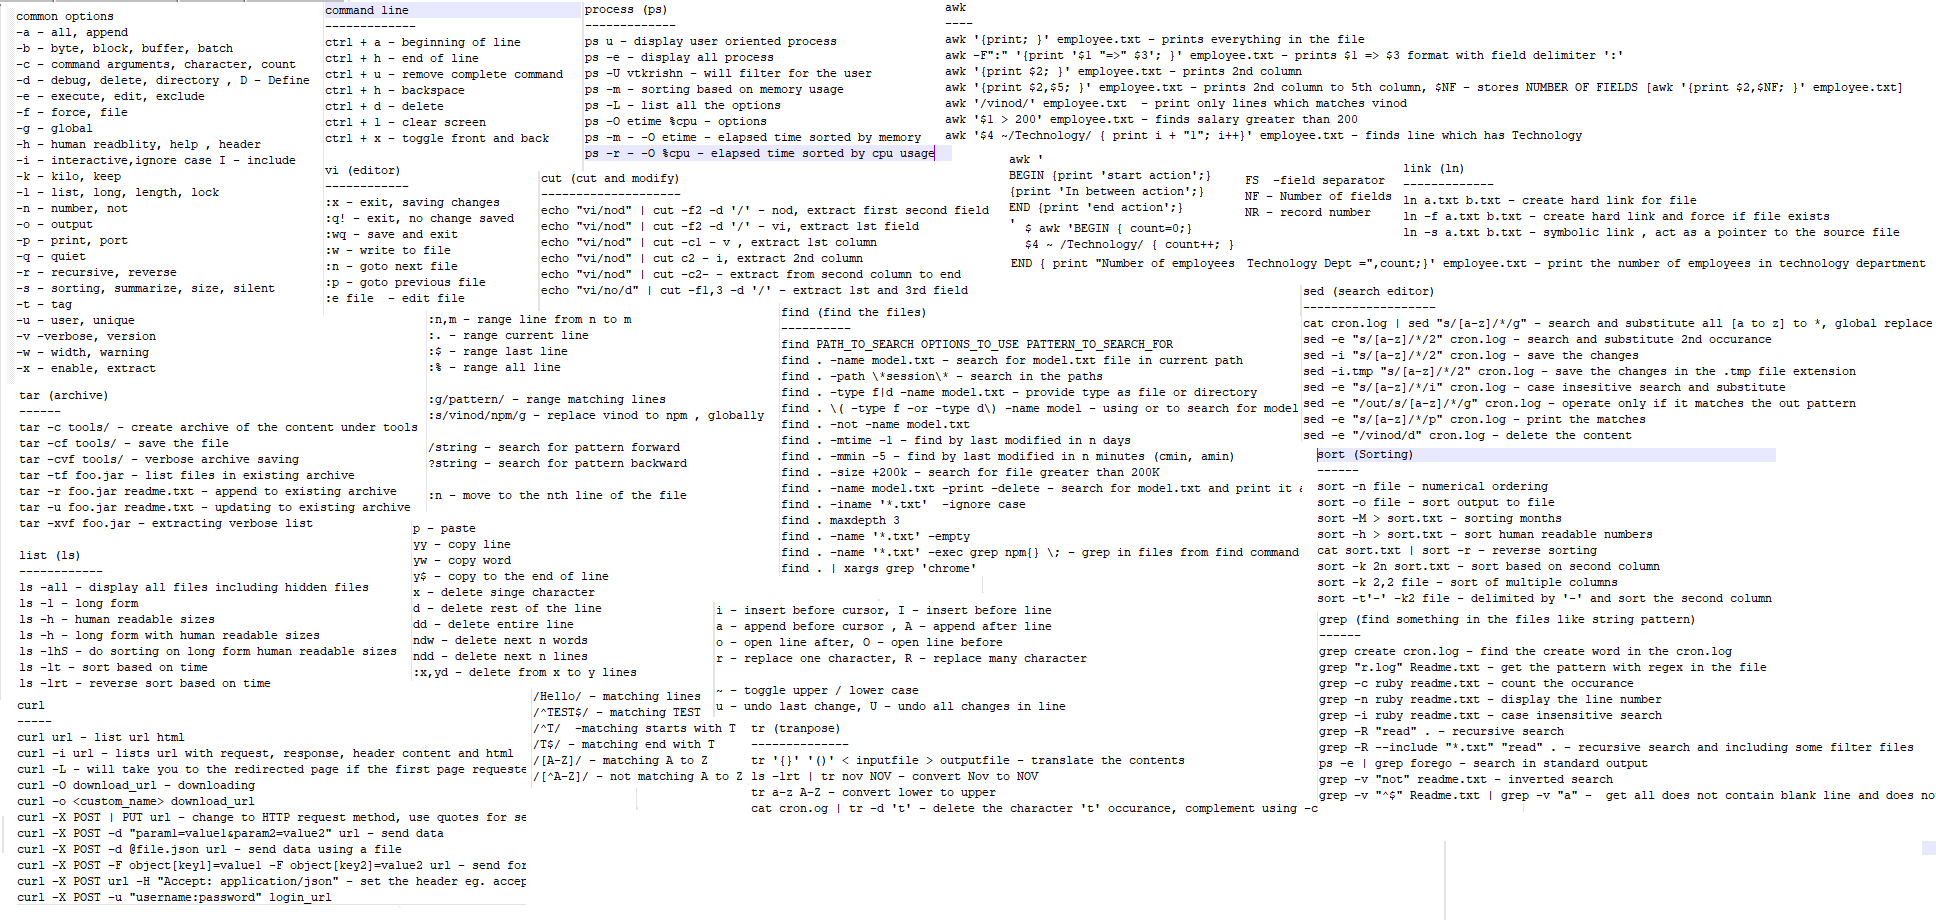 common options
-a - all, append
-b - byte, block, buffer, batch
-c - command arguments, character, count
-d - debug, delete, directory , D - Define
-e - execute, edit, exclude
-f - force, file
-g - global
-h - human readblity, help , header
-i - interactive,ignore case I - include
-k - kilo, keep
-l - list, long, length, lock
-n - number, not
-o - output
-p - print, port
-q - quiet
-r - recursive, reverse
-s - sorting, summarize, size, silent
-t - tag
-u - user, unique
-v -verbose, version
-w - width, warning
-x - enable, extract
tar (archive)
------
tar -c tools/ - create archive of the content under tools
tar -cf tools/ - save the file
tar -cvf tools/ - verbose archive saving
tar -tf foo.jar - list files in existing archive
tar -r foo.jar readme.txt - append to existing archive
tar -u foo.jar readme.txt - updating to existing archive
tar -xvf foo.jar - extracting verbose list
list (ls)
------------
ls -all - display all files including hidden files
ls -l - long form
ls -h - human readable sizes
ls -h - long form with human readable sizes
ls -lhS - do sorting on long form human readable sizes
ls -lt - sort based on time
ls -lrt - reverse sort based on time
curl
-----
curl url - list url html
curl -i url - lists url with request, response, header content and html
curl -L - will take you to the redirected page if the first page requeste
curl -O download_url - downloading
curl -o <custom_name> download_url
curl -X POST | PUT url - change to HTTP request method, use quotes for se
curl -X POST -d "param1=value1&param2=value2" url - send data
curl -X POST -d @file.json url - send data using a file
curl -X POST -F object[key1]=value1 -F object[key2]=value2 url - send for
curl -X POST url -H "Accept: application/json" - set the header eg. accep
curl -X POST -u "username:password" login_url
command line
-------------
ctrl + a - beginning of line
ctrl + h - end of line
ctrl + u - remove complete command
ctrl + h - backspace
ctrl + d - delete
ctrl + l - clear screen
ctrl + x - toggle front and back
vi (editor)
------------
:x - exit, saving changes
:q! - exit, no change saved
:wq - save and exit
:w - write to file
:n - goto next file
:p - goto previous file
:e file  - edit file
:n,m - range line from n to m
:. - range current line
:$ - range last line
:% - range all line
:g/pattern/ - range matching lines
:s/vinod/npm/g - replace vinod to npm , globally
/string - search for pattern forward
?string - search for pattern backward
:n - move to the nth line of the file
p - paste
yy - copy line
yw - copy word
y$ - copy to the end of line
x - delete singe character
d - delete rest of the line
dd - delete entire line
ndw - delete next n words
ndd - delete next n lines
:x,yd - delete from x to y lines
/Hello/ - matching lines
/^TEST$/ - matching TEST
/^T/  -matching starts with T
/T$/ - matching end with T
/[A-Z]/ - matching A to Z
/[^A-Z]/ - not matching A to Z
process (ps)
-------------
ps u - display user oriented process
ps -e - display all process
ps -U vtkrishn - will filter for the user
ps -m - sorting based on memory usage
ps -L - list all the options
ps -O etime %cpu - options
ps -m - -O etime - elapsed time sorted by memory
ps -r - -O %cpu - elapsed time sorted by cpu usage
cut (cut and modify)
--------------------
echo "vi/nod" | cut -f2 -d '/' - nod, extract first second field
echo "vi/nod" | cut -f2 -d '/' - vi, extract 1st field
echo "vi/nod" | cut -c1 - v , extract 1st column
echo "vi/nod" | cut c2 - i, extract 2nd column
echo "vi/nod" | cut -c2- - extract from second column to end
echo "vi/no/d" | cut -f1,3 -d '/' - extract 1st and 3rd field
find (find the files)
----------
find PATH_TO_SEARCH OPTIONS_TO_USE PATTERN_TO_SEARCH_FOR
find . -name model.txt - search for model.txt file in current path
find . -path \*session\* - search in the paths
find . -type f|d -name model.txt - provide type as file or directory
find . \( -type f -or -type d\) -name model - using or to search for model
find . -not -name model.txt
find . -mtime -1 - find by last modified in n days
find . -mmin -5 - find by last modified in n minutes (cmin, amin)
find . -size +200k - search for file greater than 200K
find . -name model.txt -print -delete - search for model.txt and print it a
find . -iname '*.txt'  -ignore case
find . maxdepth 3
find . -name '*.txt' -empty
find . -name '*.txt' -exec grep npm{} \; - grep in files from find command
find . | xargs grep 'chrome'
i - insert before cursor, I - insert before line
a - append before cursor , A - append after line
o - open line after, O - open line before
r - replace one character, R - replace many character
~ - toggle upper / lower case
u - undo last change, U - undo all changes in line
tr (tranpose)
--------------
tr '{}' '()' < inputfile > outputfile - translate the contents
ls -lrt | tr nov NOV - convert Nov to NOV
tr a-z A-Z - convert lower to upper
cat cron.og | tr -d 't' - delete the character 't' occurance, complement using -c
awk
----
awk '{print; }' employee.txt - prints everything in the file
awk -F":" '{print '$1 "=>" $3'; }' employee.txt - prints $1 => $3 format with field delimiter ':'
awk '{print $2; }' employee.txt - prints 2nd column
awk '{print $2,$5; }' employee.txt - prints 2nd column to 5th column, $NF - stores NUMBER OF FIELDS [awk '{print $2,$NF; }' employee.txt]
awk '/vinod/' employee.txt  - print only lines which matches vinod
awk '$1 > 200' employee.txt - finds salary greater than 200
awk '$4 ~/Technology/ { print i + "1"; i++}' employee.txt - finds line which has Technology
awk '
BEGIN {print 'start action';}
{print 'In between action';}
END {print 'end action';}
'
$ awk 'BEGIN { count=0;}
$4 ~ /Technology/ { count++; }
END { print "Number of employees  Technology Dept =",count;}' employee.txt - print the number of employees in technology department
FS  -field separator
NF - Number of fields
NR - record number
link (ln)
-------------
ln a.txt b.txt - create hard link for file
ln -f a.txt b.txt - create hard link and force if file exists
ln -s a.txt b.txt - symbolic link , act as a pointer to the source file
sed (search editor)
-------------------
cat cron.log | sed "s/[a-z]/*/g" - search and substitute all [a to z] to *, global replace
sed -e "s/[a-z]/*/2" cron.log - search and substitute 2nd occurance
sed -i "s/[a-z]/*/2" cron.log - save the changes
sed -i.tmp "s/[a-z]/*/2" cron.log - save the changes in the .tmp file extension
sed -e "s/[a-z]/*/i" cron.log - case insesitive search and substitute
sed -e "/out/s/[a-z]/*/g" cron.log - operate only if it matches the out pattern
sed -e "s/[a-z]/*/p" cron.log - print the matches
sed -e "/vinod/d" cron.log - delete the content
sort (Sorting)
------
sort -n file - numerical ordering
sort -o file - sort output to file
sort -M > sort.txt - sorting months
sort -h > sort.txt - sort human readable numbers
cat sort.txt | sort -r - reverse sorting
sort -k 2n sort.txt - sort based on second column
sort -k 2,2 file - sort of multiple columns
sort -t'-' -k2 file - delimited by '-' and sort the second column
grep (find something in the files like string pattern)
------
grep create cron.log - find the create word in the cron.log
grep "r.log" Readme.txt - get the pattern with regex in the file
grep -c ruby readme.txt - count the occurance
grep -n ruby readme.txt - display the line number
grep -i ruby readme.txt - case insensitive search
grep -R "read" . - recursive search
grep -R --include "*.txt" "read" . - recursive search and including some filter files
ps -e | grep forego - search in standard output
grep -v "not" readme.txt - inverted search
grep -v "^$" Readme.txt | grep -v "a" -  get all does not contain blank line and does no